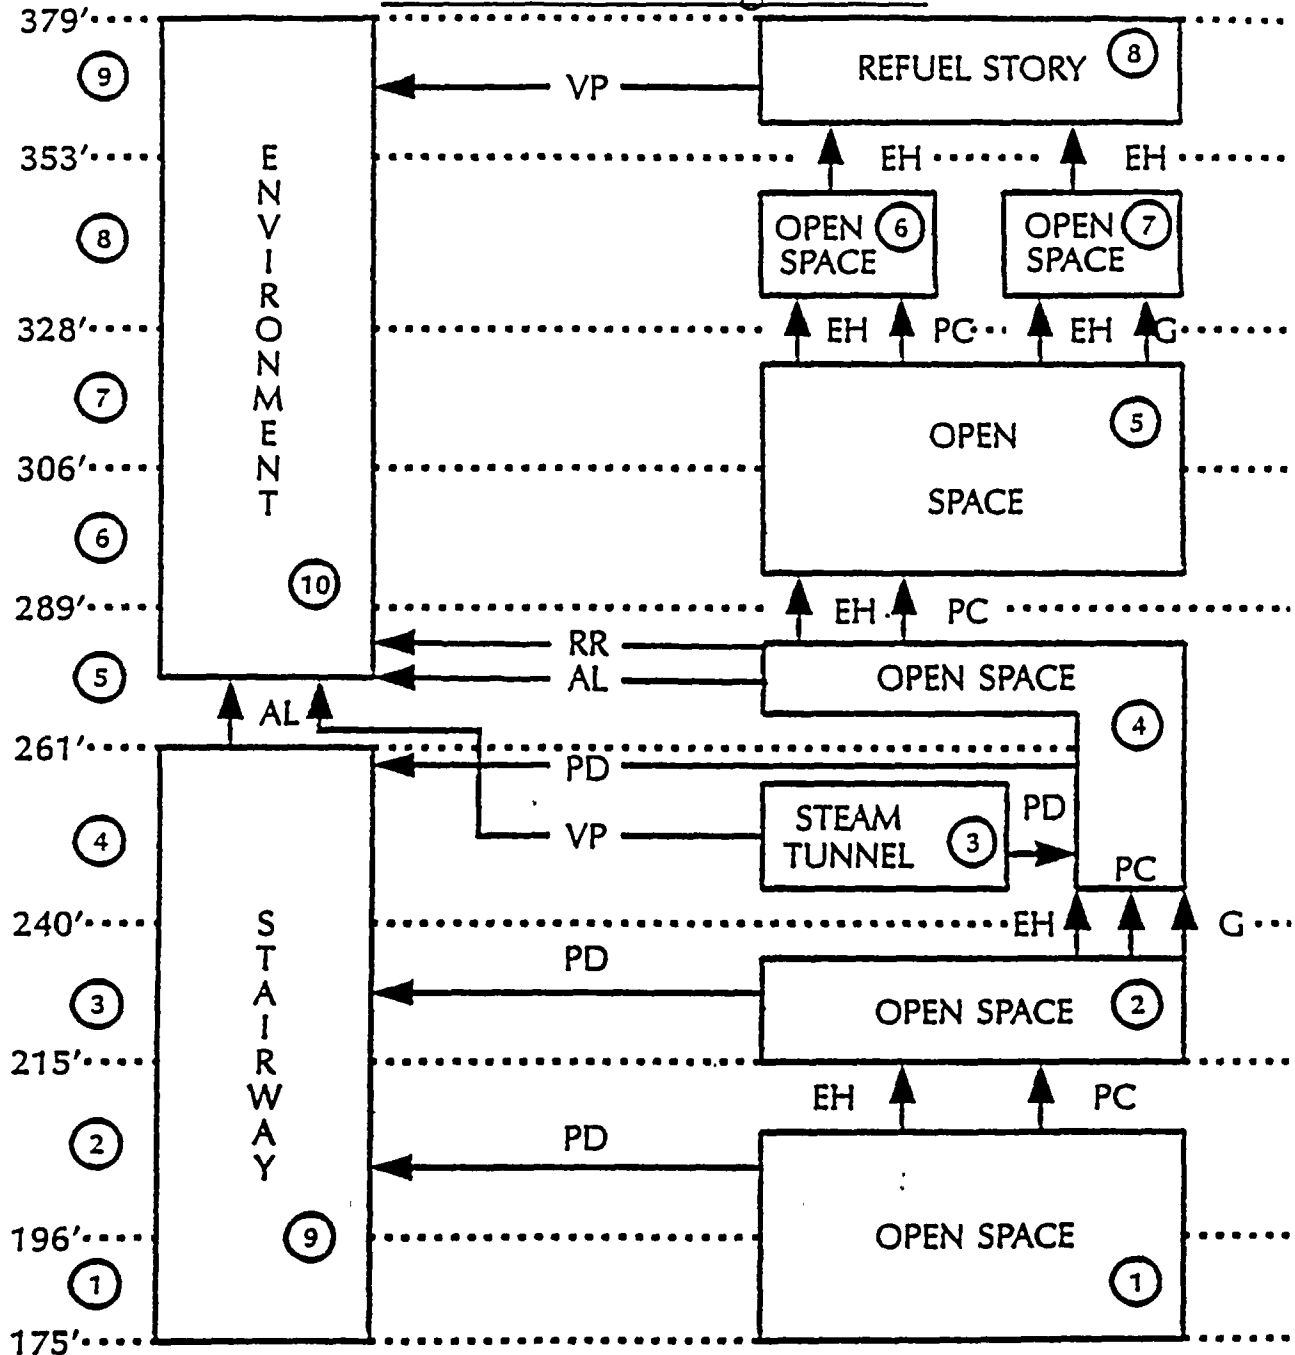 379'
9
VP
REFUEL STORY 8
353'
EH
EH
8
OPEN 6
SPACE
OPEN 7
SPACE
328'
EH
PC
EH
G
7
5
OPEN
306'
SPACE
6
ENVIRONMENT
10
289'
EH
PC
RR
5
AL
OPEN SPACE
4
AL
261'
PD
PD
4
VP
STEAM 3
TUNNEL
PC
240'
EH
G
PD
3
OPEN SPACE 2
215'
EH
PC
2
PD
STAIRWAY
196'
9
OPEN SPACE
1
1
175'